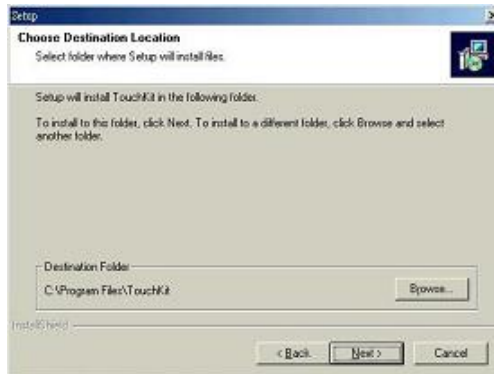 Setup
Choose Destination Location
Select folder where Setup will install files.
Setup will install TouchKit in the following folder.
To install to this folder, click Next. To install to a different folder, click Browse and select
another folder.
Destination Folder
C:\Program Files\TouchKit
Browse...
InstallShield
< Back
Next >
Cancel